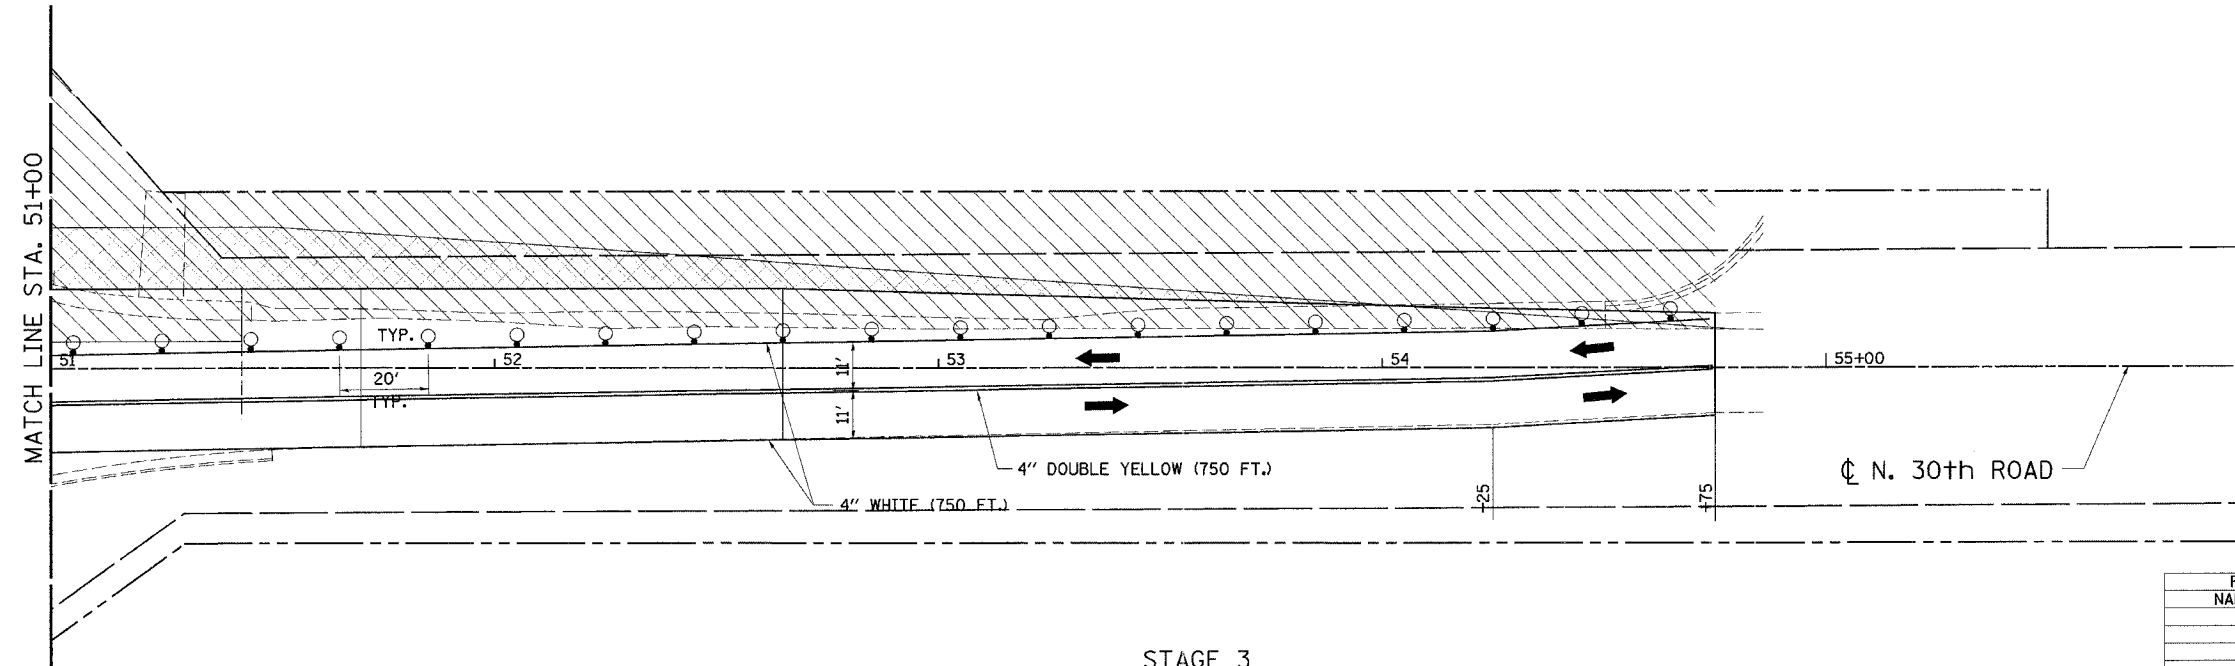 MATCH LINE STA. 51+00
TYP.
51
52
53
54
55+00
20'
TYP.
11'
11'
4" DOUBLE YELLOW (750 FT.)
4" WHITE (750 FT.)
+25
+75
℄ N. 30th ROAD
STAGE 3